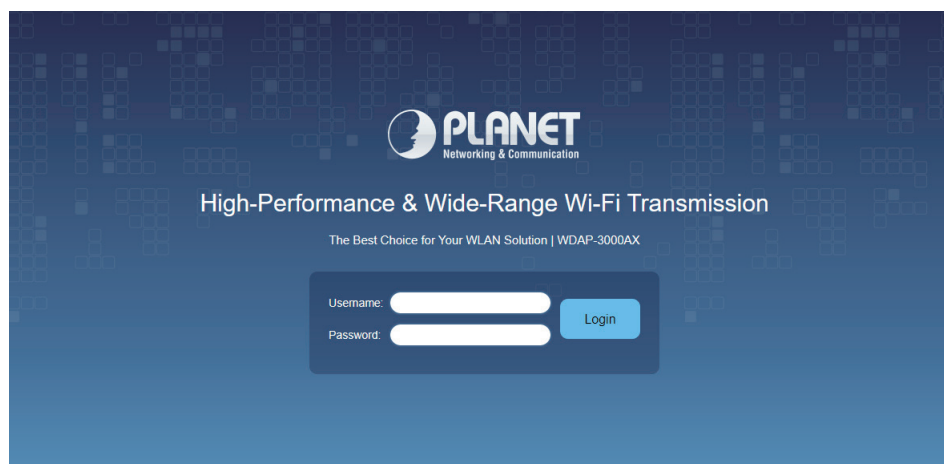 PLANET
Networking & Communication
High-Performance & Wide-Range Wi-Fi Transmission
The Best Choice for Your WLAN Solution | WDAP-3000AX
Username:
Login
Password: